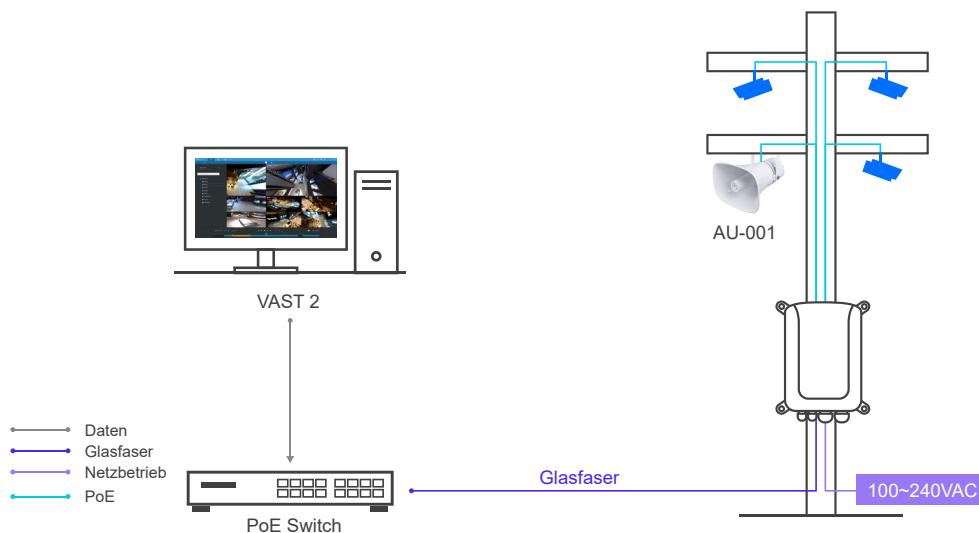 AU-001
VAST 2
Daten
Glasfaser
Netzbetrieb
PoE
Glasfaser
100~240VAC
PoE Switch